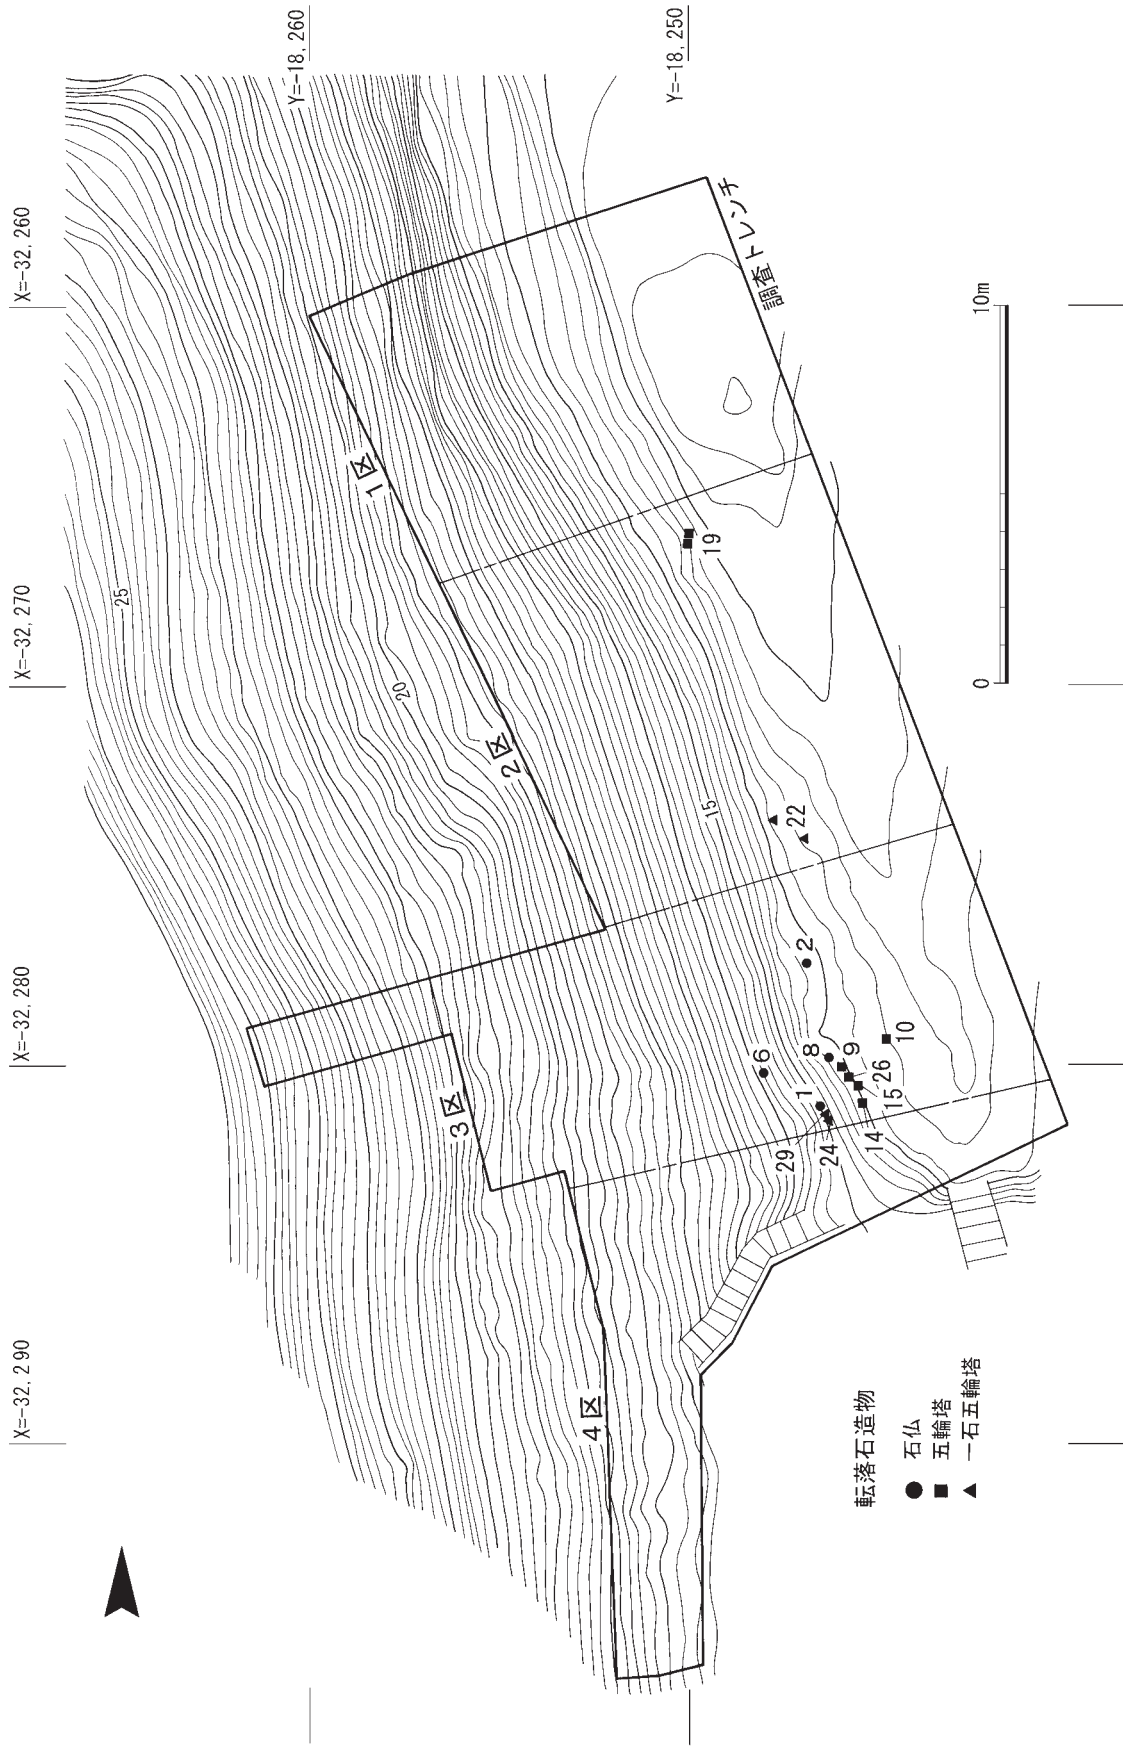 X=-32, 260
X=-32, 270
X=-32, 280
X=-32, 290
Y=-18, 260
Y=-18, 250
調査トレンチ
1区
2区
3区
4区
25
20
15
19
22
2
10
6
8
9
26
15
14
1
29
24
0
10m
転落石造物
● 石仏
■ 五輪塔
▲ 一石五輪塔